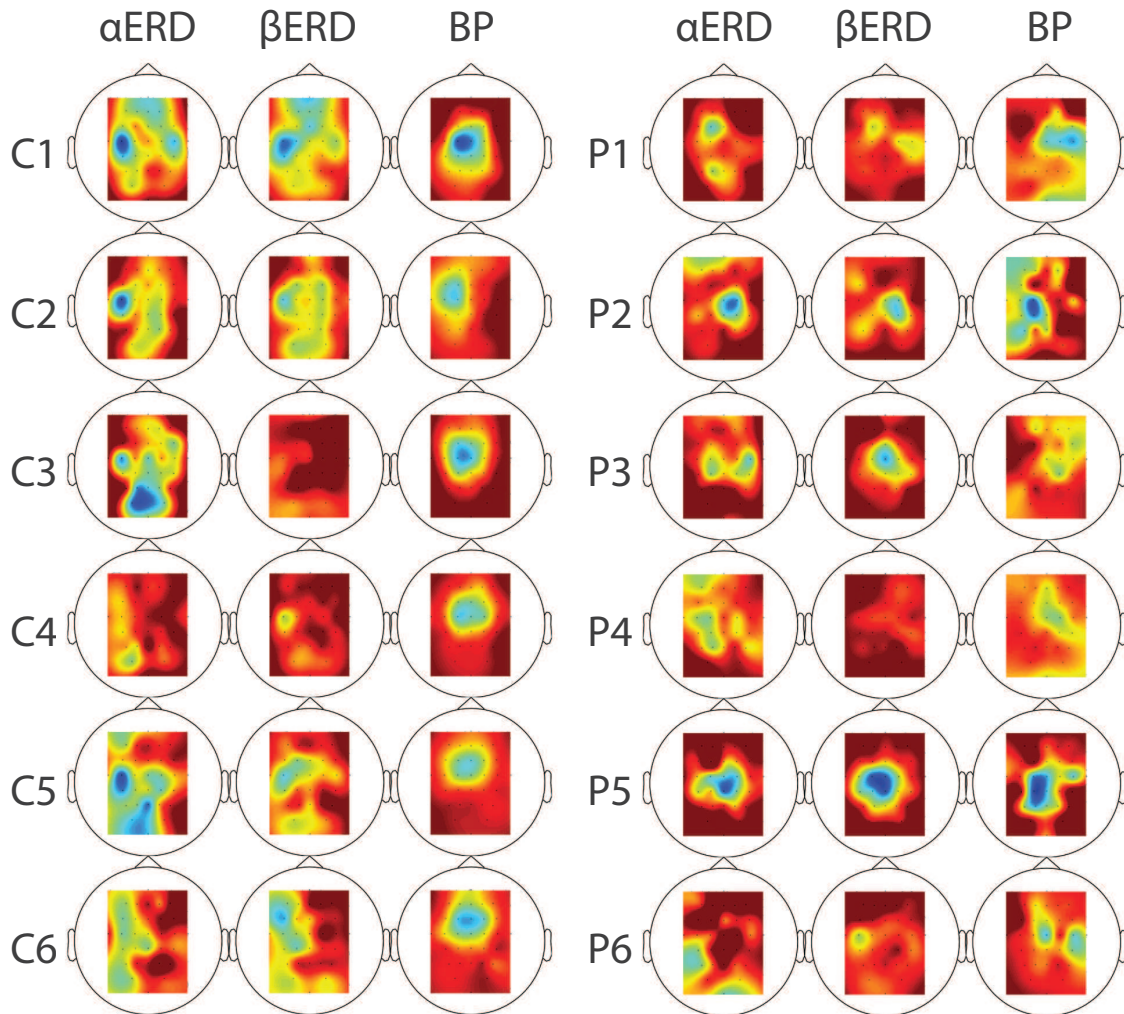 αERD βERD BP αERD βERD BP
C1 P1
C2 P2
C3 P3
C4 P4
C5 P5
C6 P6